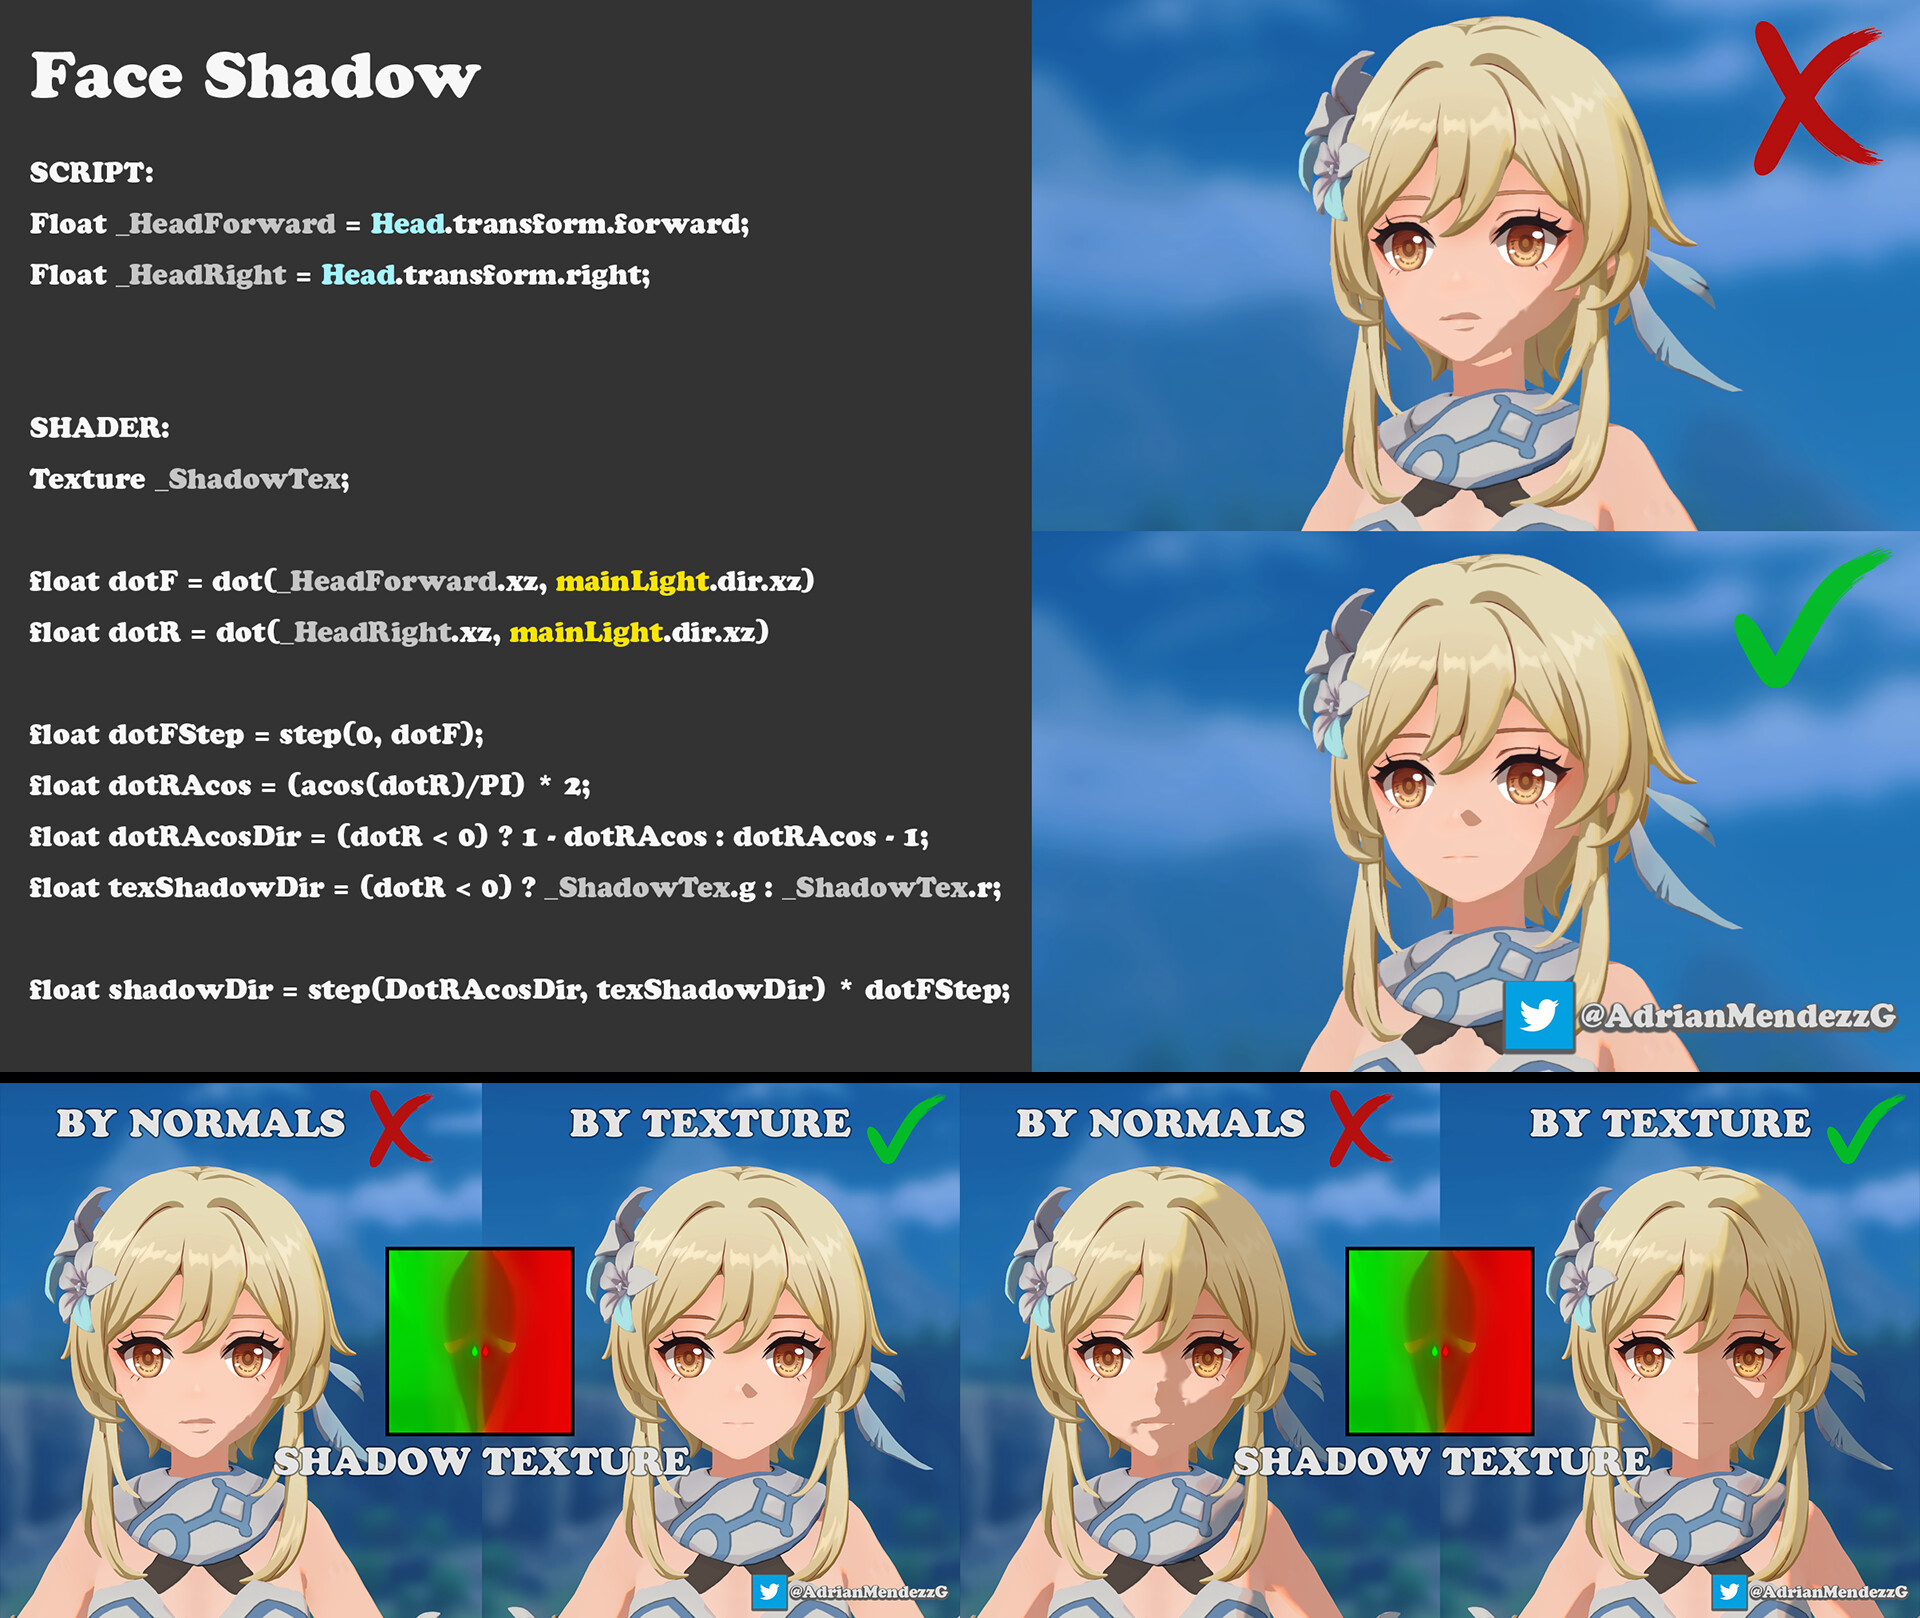 Face Shadow
SCRIPT:
Float _HeadForward = Head.transform.forward;
Float _HeadRight = Head.transform.right;
SHADER:
Texture _ShadowTex;
float dotF = dot(_HeadForward.xz, mainLight.dir.xz)
float dotR = dot(_HeadRight.xz, mainLight.dir.xz)
float dotFStep = step(0, dotF);
float dotRAcos = (acos(dotR)/PI) * 2;
float dotRAcosDir = (dotR < 0) ? 1 - dotRAcos : dotRAcos - 1;
float texShadowDir = (dotR < 0) ? _ShadowTex.g : _ShadowTex.r;
float shadowDir = step(DotRAcosDir, texShadowDir) * dotFStep;
@AdrianMendezzG
BY NORMALS
BY TEXTURE
SHADOW TEXTURE
@AdrianMendezzG
BY NORMALS
BY TEXTURE
SHADOW TEXTURE
@AdrianMendezzG